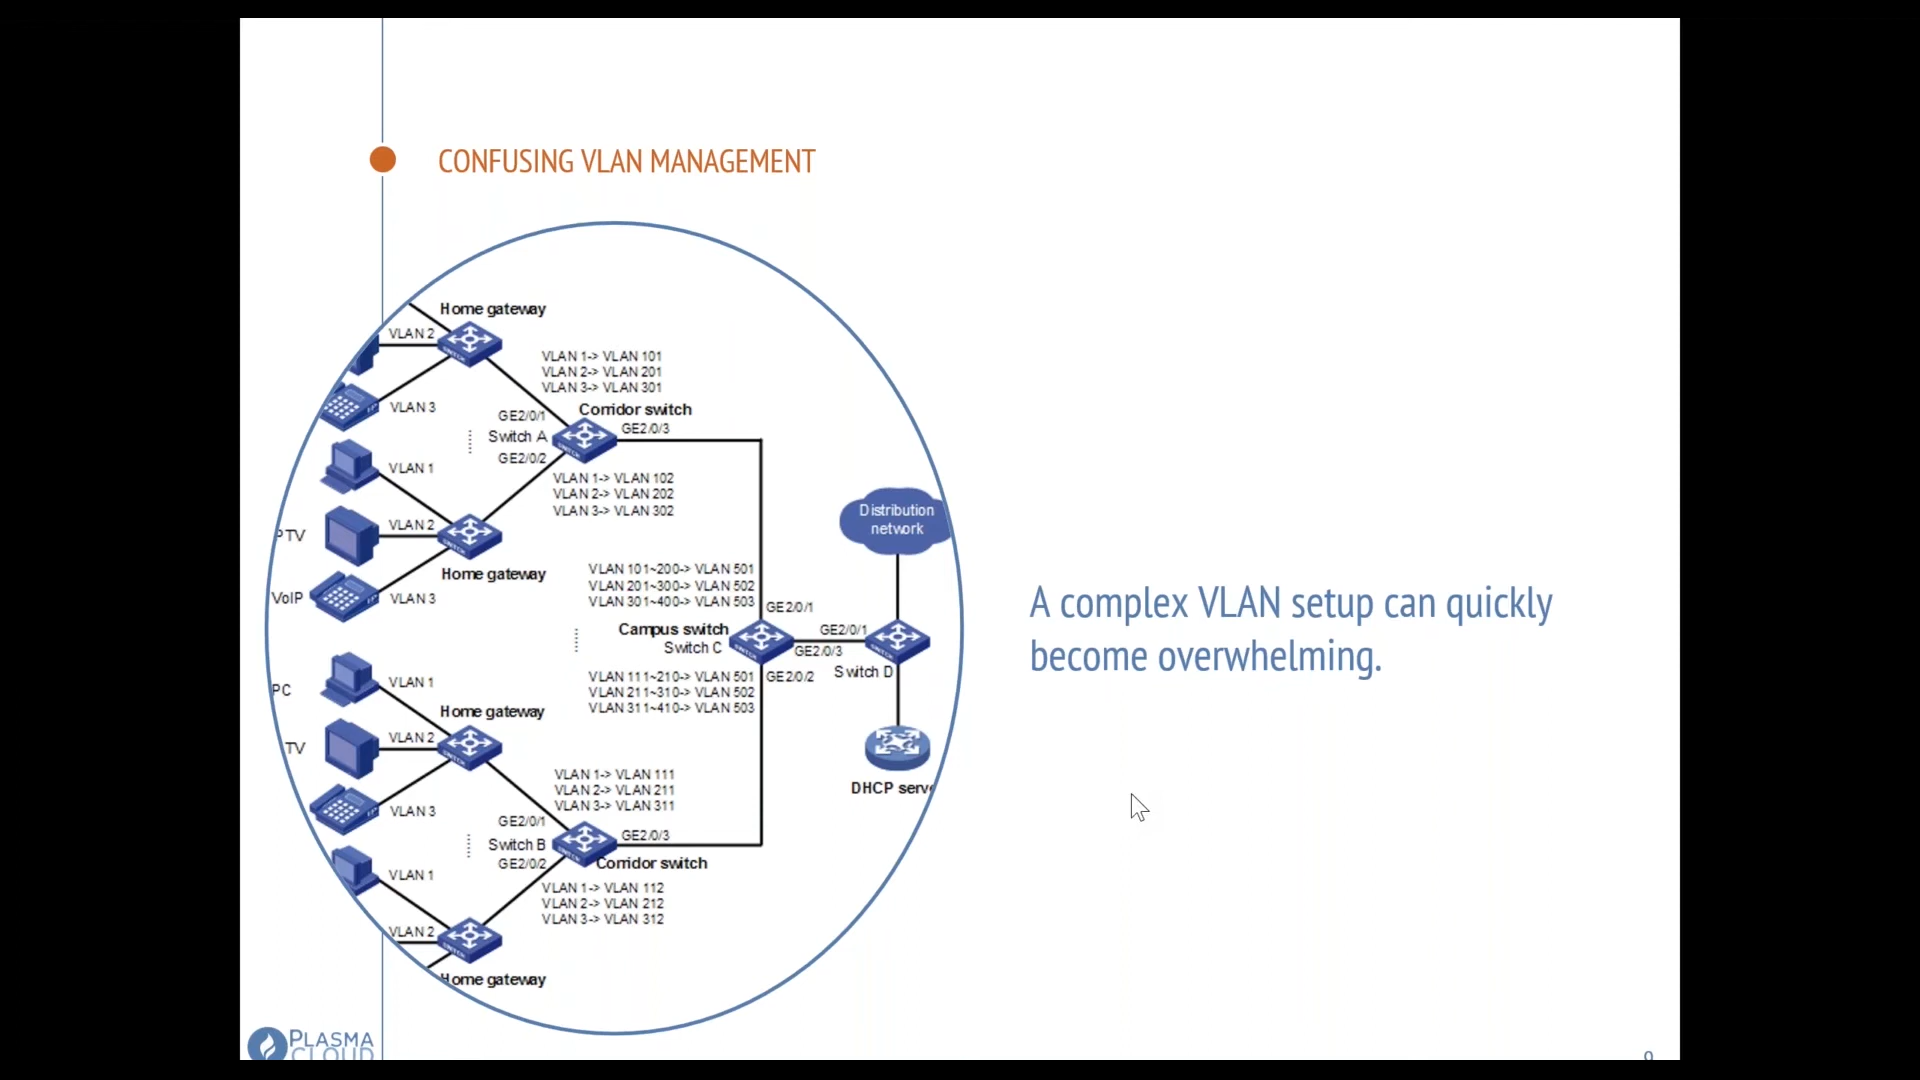 CONFUSING VLAN MANAGEMENT
Home gateway
VLAN 2
VLAN 1-> VLAN 101
VLAN 2-> VLAN 201
VLAN 3-> VLAN 301
VLAN 3
GE2/0/1
Corridor switch
GE2/0/3
Switch A
GE2/0/2
VLAN 1
VLAN 1-> VLAN 102
VLAN 2-> VLAN 202
VLAN 3-> VLAN 302
PTV
VLAN 2
Home gateway
VoIP
VLAN 3
Distribution
network
VLAN 101~200-> VLAN 501
VLAN 201~300-> VLAN 502
VLAN 301~400-> VLAN 503
GE2/0/1
Campus switch
Switch C
GE2/0/1
GE2/0/3
Switch D
VLAN 111~210-> VLAN 501
VLAN 211~310-> VLAN 502
VLAN 311~410-> VLAN 503
GE2/0/2
A complex VLAN setup can quickly
become overwhelming.
PC
VLAN 1
Home gateway
TV
VLAN 2
VLAN 3
VLAN 1-> VLAN 111
VLAN 2-> VLAN 211
VLAN 3-> VLAN 311
DHCP serve
GE2/0/1
Switch B
GE2/0/2
GE2/0/3
Corridor switch
VLAN 1
VLAN 1-> VLAN 112
VLAN 2-> VLAN 212
VLAN 3-> VLAN 312
VLAN 2
Home gateway
PLASMA
CLOUD
9